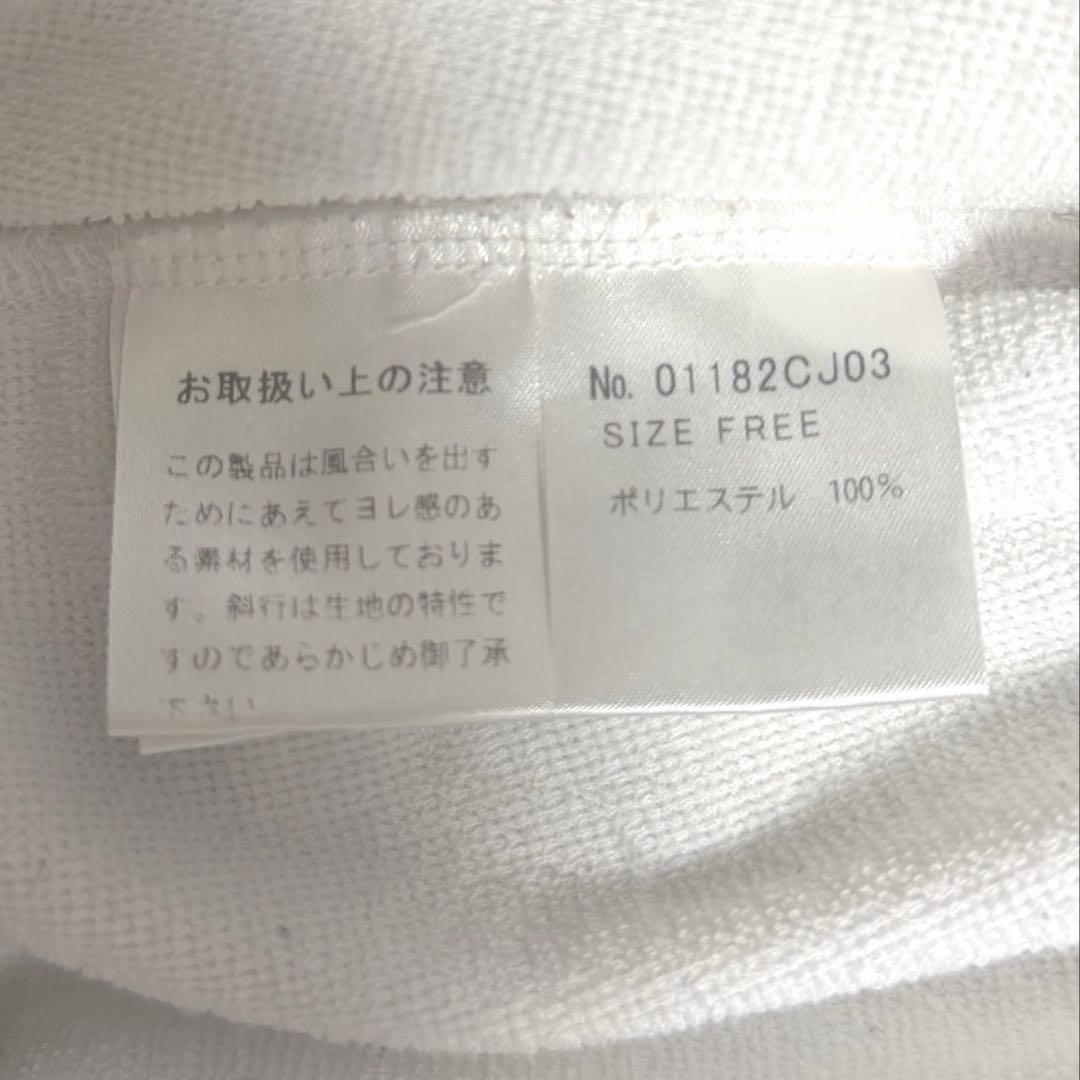 お取扱い上の注意
この製品は風合いを出す
ためにあえてヨレ感のあ
る素材を使用しておりま
す。斜行は生地の特性で
すのであらかじめ御了承
下さい
No. 01182CJ03
SIZE FREE
ポリエステル 100%